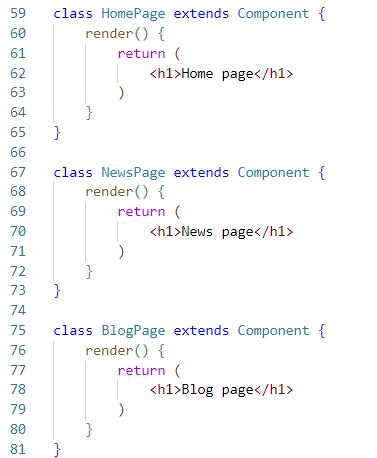 59 class HomePage extends Component {
60     render() {
61         return (
62             <h1>Home page</h1>
63         )
64     }
65 }
66
67 class NewsPage extends Component {
68     render() {
69         return (
70             <h1>News page</h1>
71         )
72     }
73 }
74
75 class BlogPage extends Component {
76     render() {
77         return (
78             <h1>Blog page</h1>
79         )
80     }
81 }